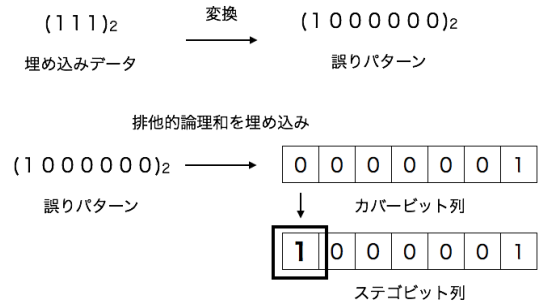 変換
(111)₂ (1000000)₂
埋め込みデータ 誤りパターン
排他的論理和を埋め込み
(1000000)₂ 0 0 0 0 0 0 1
誤りパターン カバービット列
1 0 0 0 0 0 1
ステゴビット列